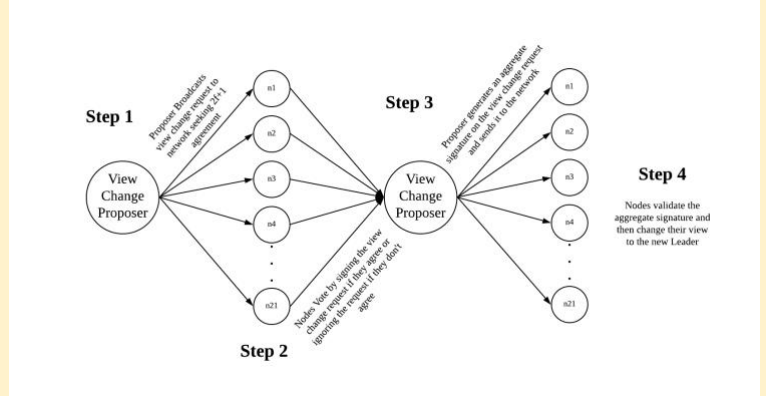 Step 1
Proposer Broadcasts
view change request to
network seeking 2f+1
agreement
View
Change
Proposer
n1
n2
n3
n4
n21
Step 2
Nodes Vote by signing the view
change request if they agree or
ignoring the request if they don't
agree
Step 3
Proposer generates an aggregate
signature on the view change request
and sends it to the network
View
Change
Proposer
n1
n2
n3
n4
n21
Step 4
Nodes validate the
aggregate signature and
then change their view
to the new Leader